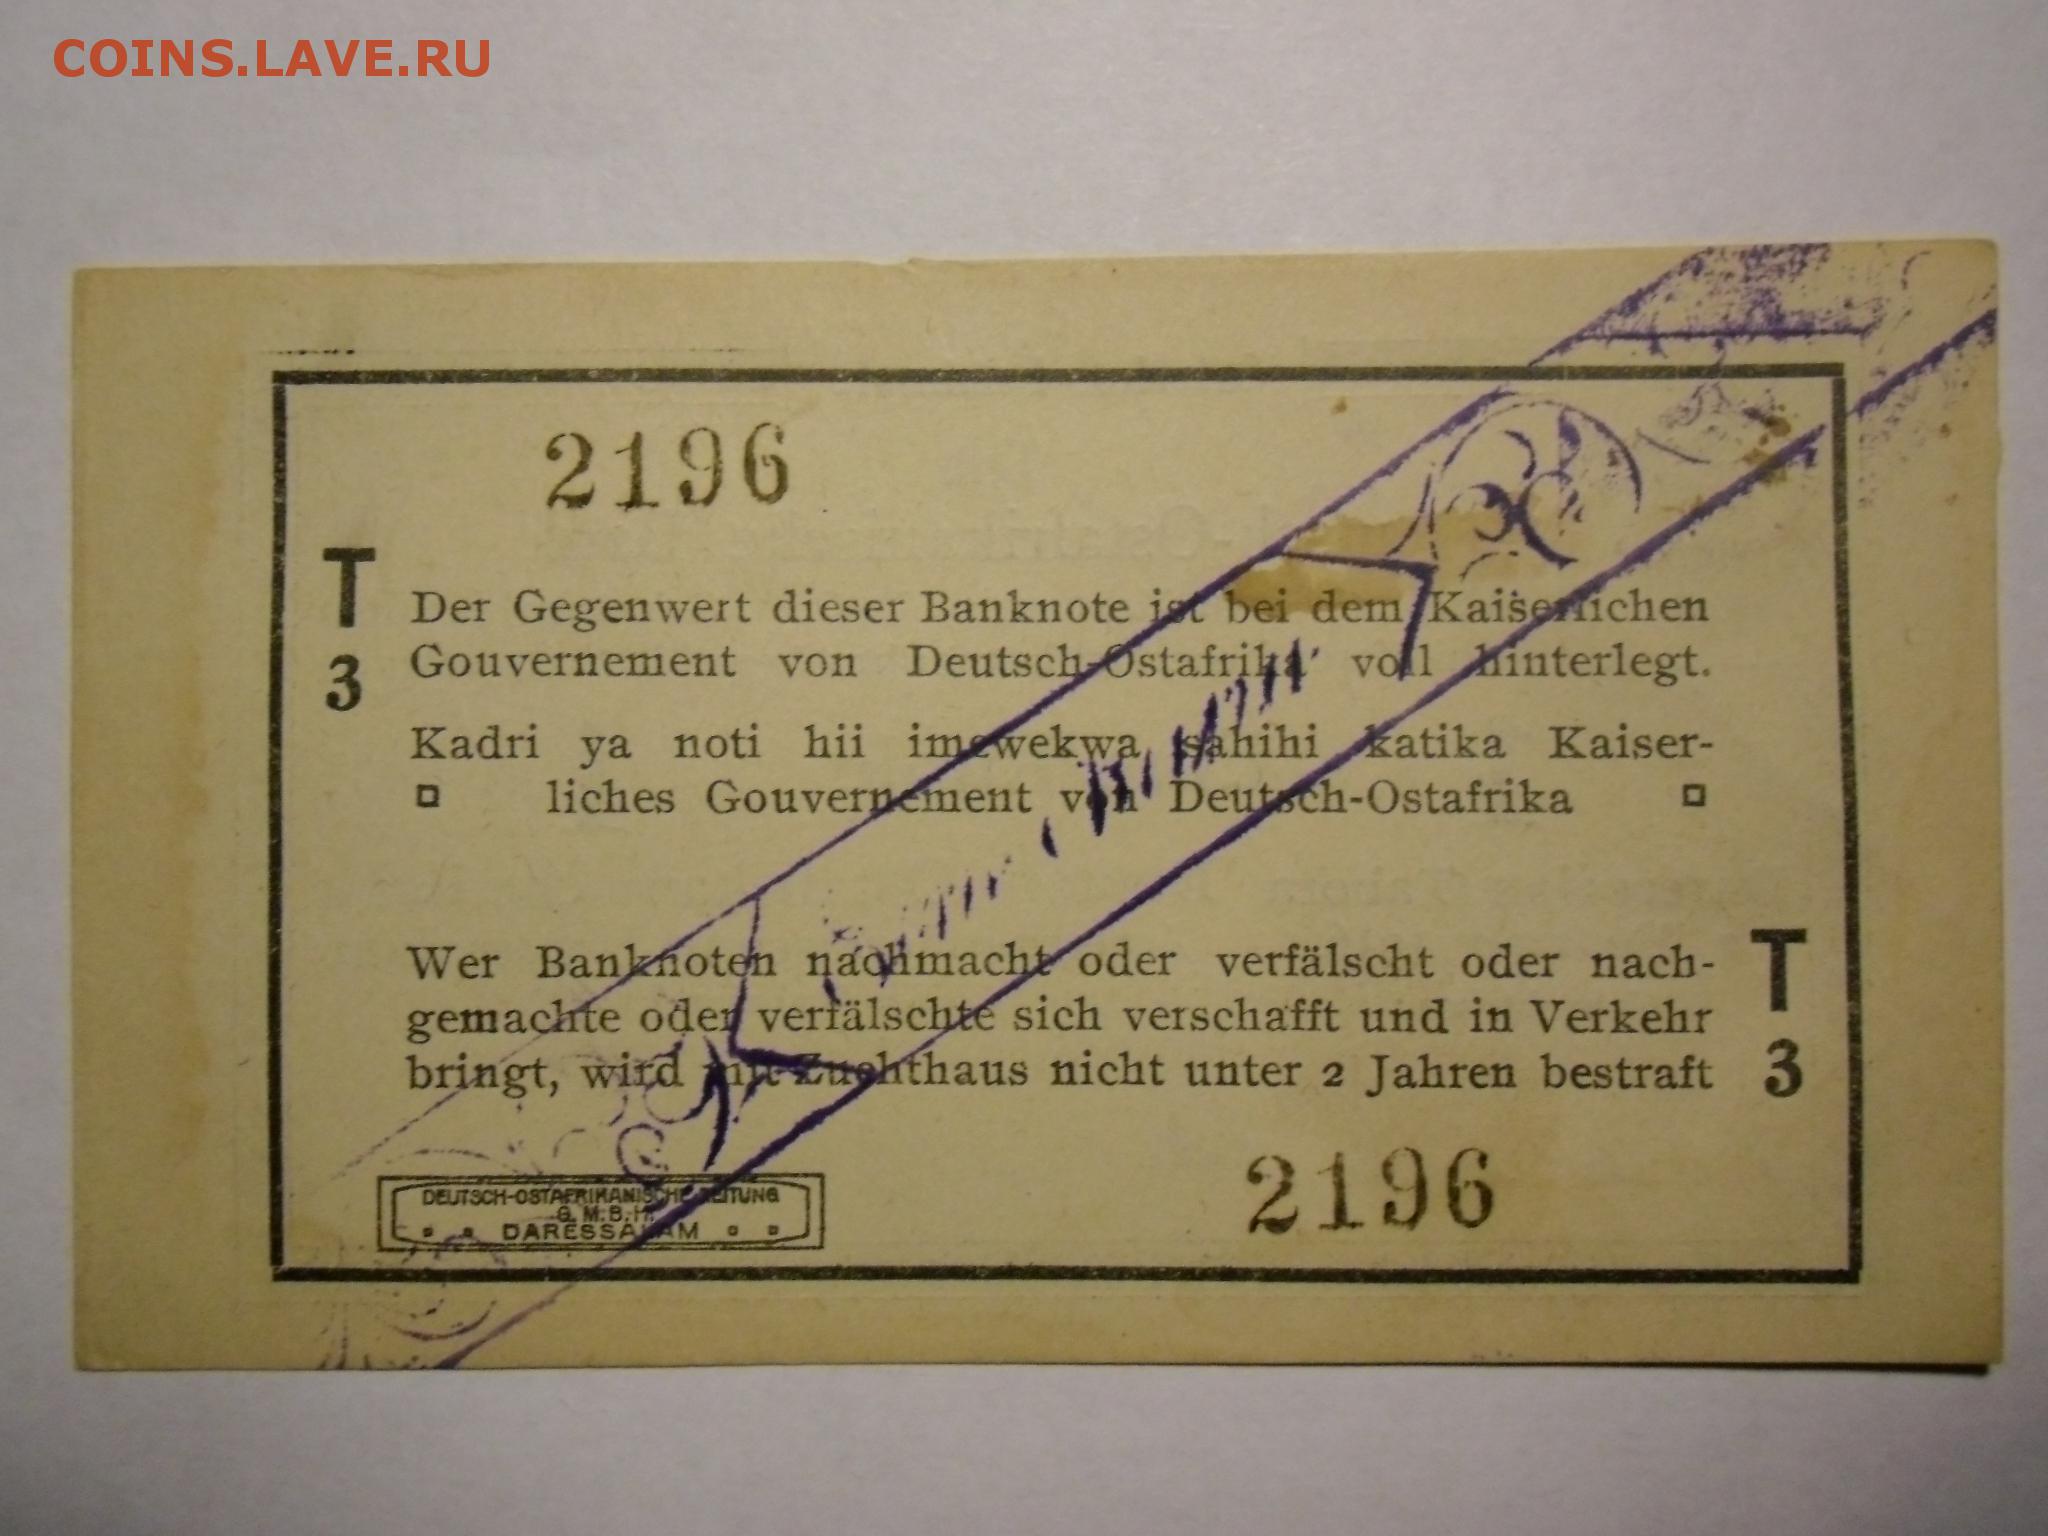 COINS.LAVE.RU
2196
T
3
Der Gegenwert dieser Banknote ist bei dem Kaiserlichen
Gouvernement von Deutsch-Ostafrika voll hinterlegt.
Kadri ya noti hii imewekwa sahihi katika Kaiser-
liches Gouvernement von Deutsch-Ostafrika
Wer Banknoten nachmacht oder verfälscht oder nach-
gemachte oder verfälschte sich verschafft und in Verkehr
bringt, wird mit Zuchthaus nicht unter 2 Jahren bestraft
T
3
2196
DEUTSCH-OSTAFRIKANISCHE ZEITUNG
G. M. B. H.
DARESSALAM